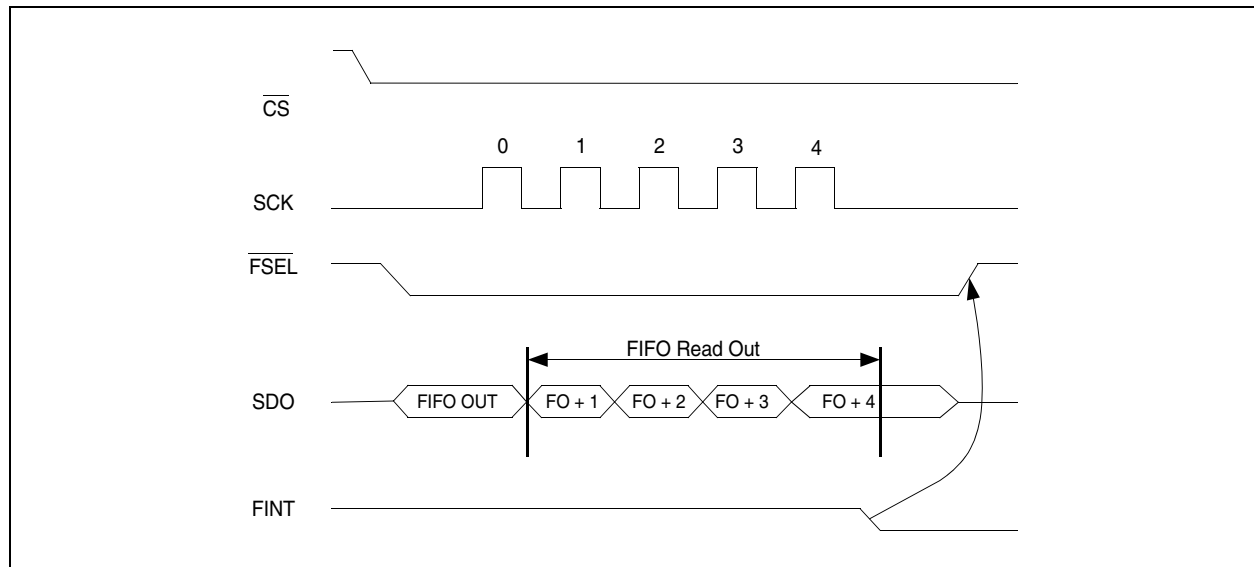 CS
0 1 2 3 4
SCK
FSEL
FIFO Read Out
SDO FIFO OUT FO + 1 FO + 2 FO + 3 FO + 4
FINT